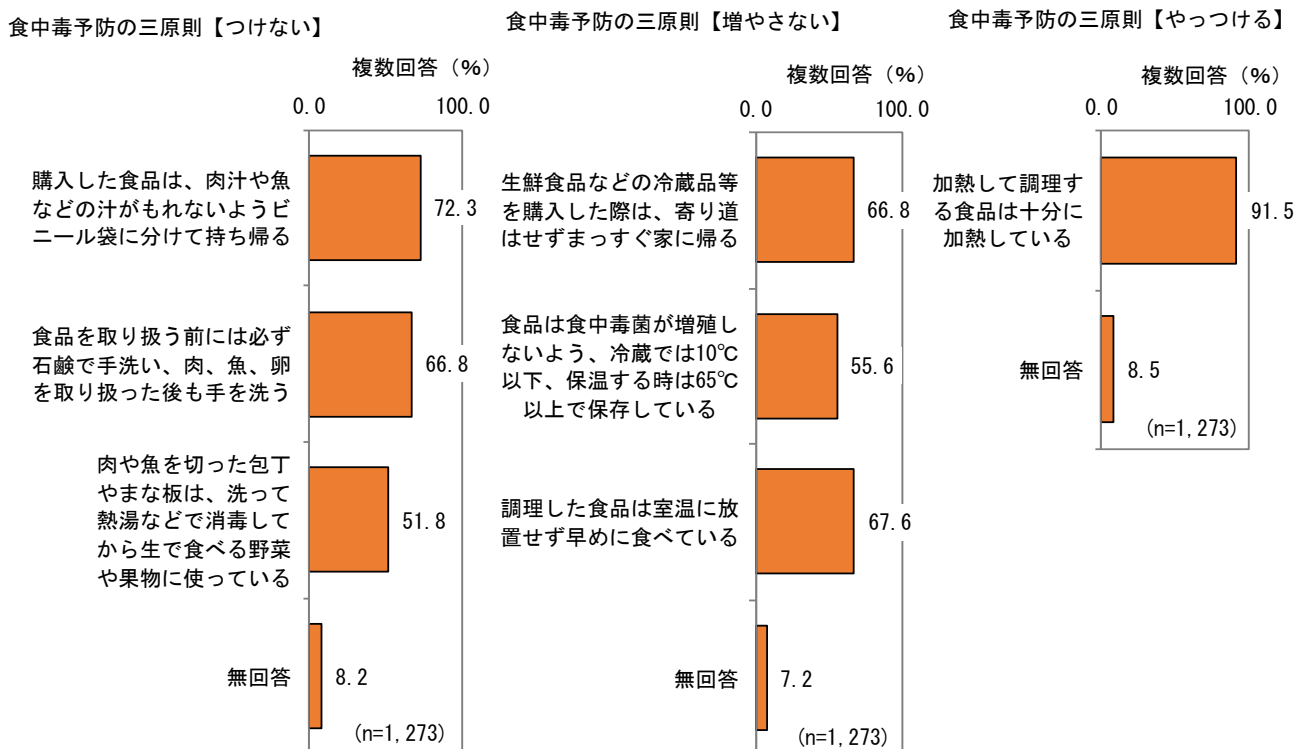 食中毒予防の三原則【つけない】
複数回答（%）
0.0 100.0
購入した食品は、肉汁や魚
などの汁がもれないようビ
ニール袋に分けて持ち帰る
72.3
食品を取り扱う前には必ず
石鹸で手洗い、肉、魚、卵
を取り扱った後も手を洗う
66.8
肉や魚を切った包丁
やまな板は、洗って
熱湯などで消毒して
から生で食べる野菜
や果物に使っている
51.8
無回答
8.2
(n=1,273)
食中毒予防の三原則【増やさない】
複数回答（%）
0.0 100.0
生鮮食品などの冷蔵品等
を購入した際は、寄り道
はせずまっすぐ家に帰る
66.8
食品は食中毒菌が増殖し
ないよう、冷蔵では10℃
以下、保温する時は65℃
以上で保存している
55.6
調理した食品は室温に放
置せず早めに食べている
67.6
無回答
7.2
(n=1,273)
食中毒予防の三原則【やっつける】
複数回答（%）
0.0 100.0
加熱して調理す
る食品は十分に
加熱している
91.5
無回答
8.5
(n=1,273)